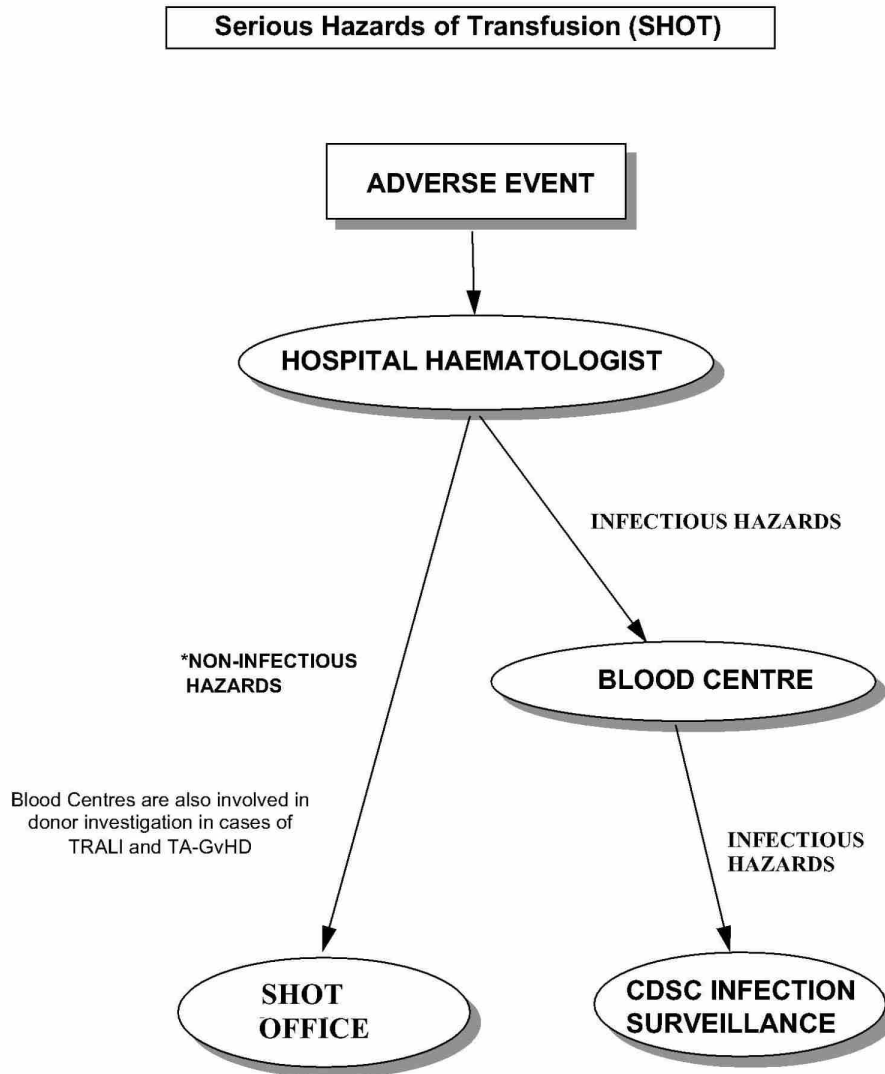 Serious Hazards of Transfusion (SHOT)
ADVERSE EVENT
HOSPITAL HAEMATOLOGIST
INFECTIOUS HAZARDS
*NON-INFECTIOUS
HAZARDS
BLOOD CENTRE
Blood Centres are also involved in
donor investigation in cases of
TRALI and TA-GvHD
INFECTIOUS
HAZARDS
SHOT
OFFICE
CDSC INFECTION
SURVEILLANCE